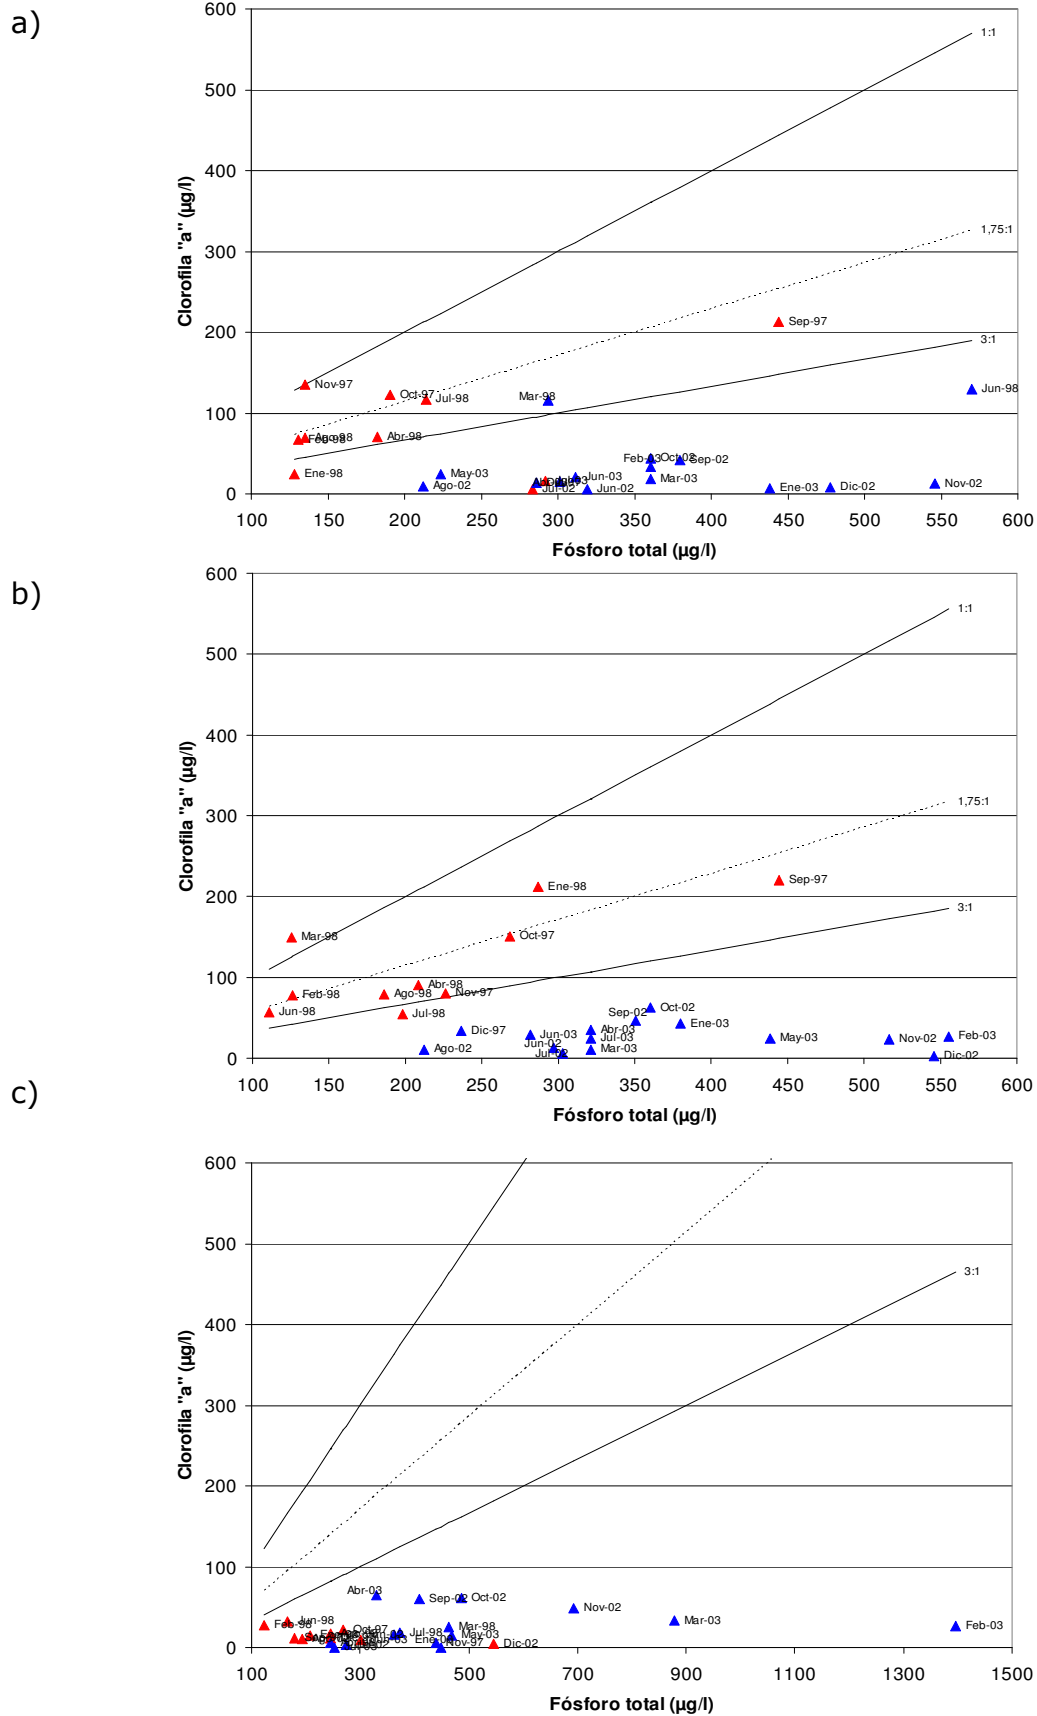 a)
600
1:1
500
400
Clorofila "a" (µg/l)
300
1,75:1
Sep-97
200
3:1
Nov-97
Oct-97
Jul-98
Mar-98
Jun-98
100
Ago-98
Abr-98
Feb-03
Oct-02
Sep-02
Ene-98
May-03
Jun-03
Mar-03
Ago-02
Jul-02
Jun-02
Ene-03
Dic-02
Nov-02
0
100 150 200 250 300 350 400 450 500 550 600
Fósforo total (µg/l)
b)
600
1:1
500
400
Clorofila "a" (µg/l)
300
1,75:1
Ene-98
Sep-97
200
3:1
Mar-98
Oct-97
100
Feb-98
Ago-98
Abr-98
Nov-97
Jun-98
Jul-98
Sep-02
Oct-02
Ene-03
Dic-97
Jun-03
Abr-03
Jul-03
May-03
Nov-02
Feb-03
Ago-02
Jun-02
Jul-02
Mar-03
Dic-02
0
100 150 200 250 300 350 400 450 500 550 600
Fósforo total (µg/l)
c)
600
500
3:1
400
Clorofila "a" (µg/l)
300
200
100
Abr-03
Sep-02
Oct-02
Nov-02
Mar-03
Feb-03
Feb-98
Jun-98
Oct-97
Jul-98
Mar-98
May-03
Nov-97
Dic-02
0
100 300 500 700 900 1100 1300 1500
Fósforo total (µg/l)